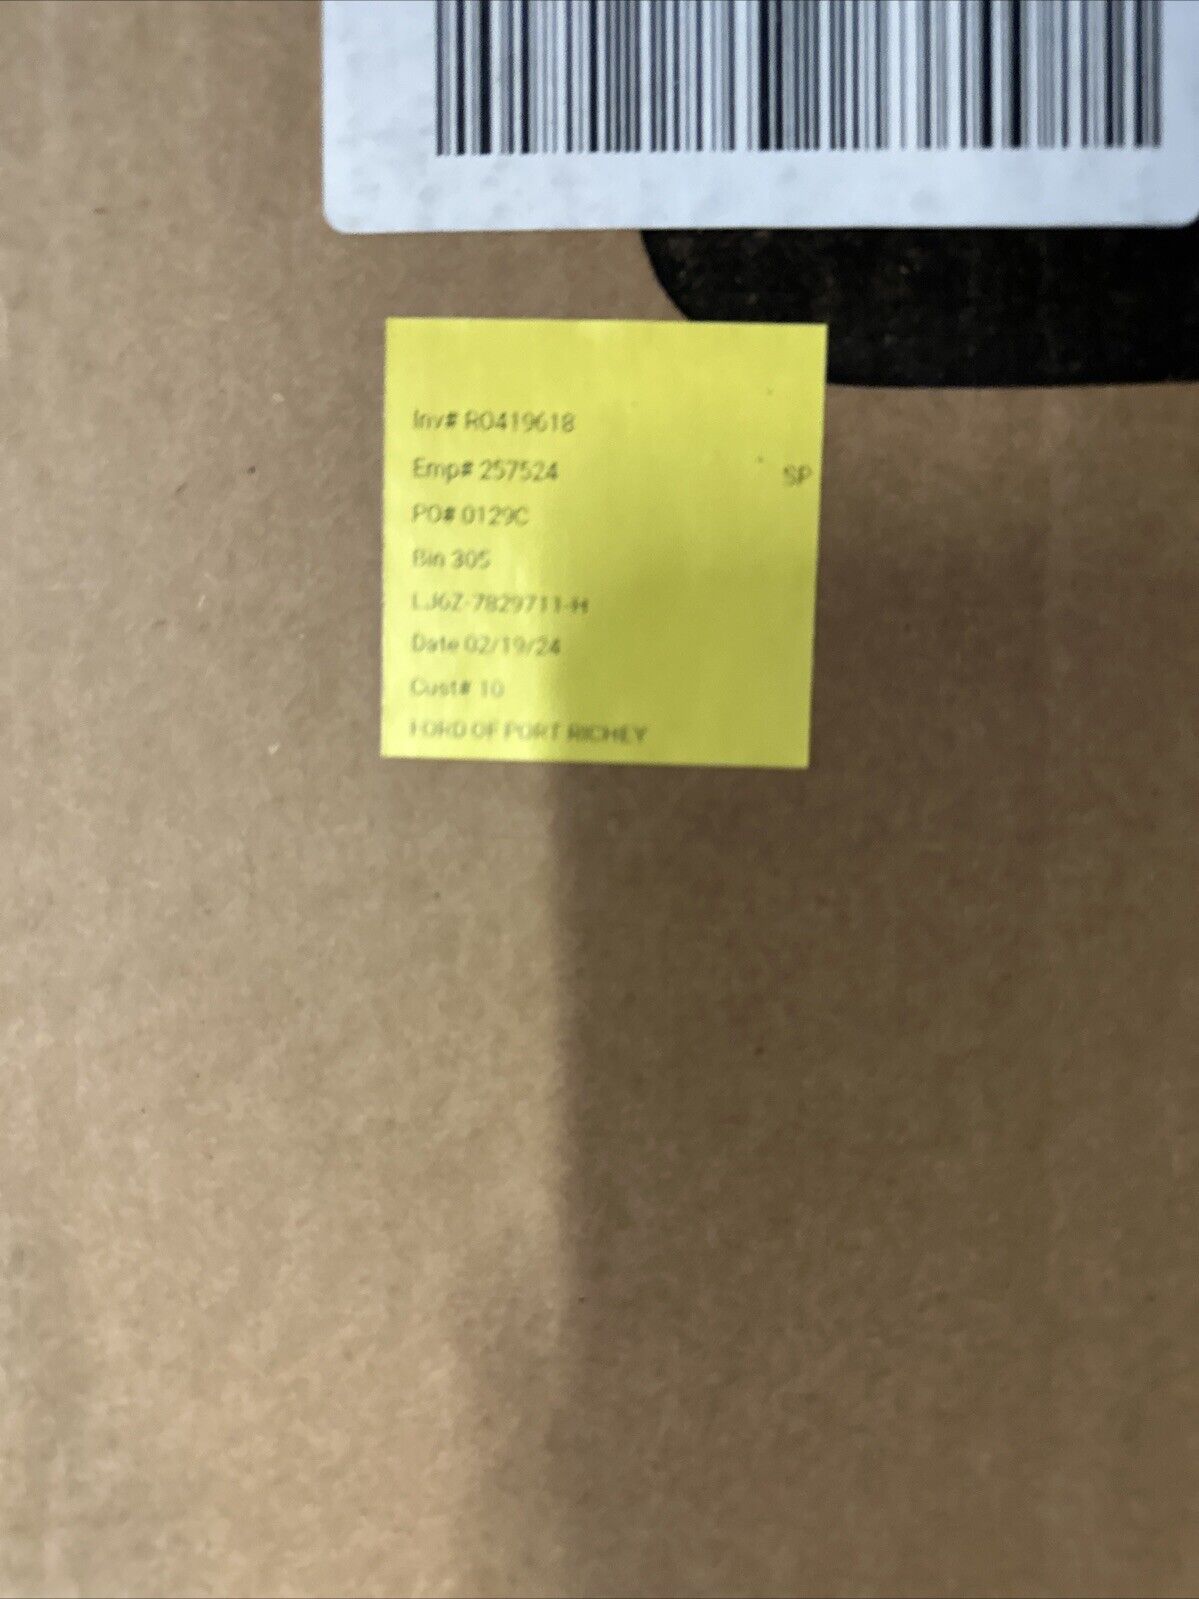 Inv# RO419618
Emp# 257524 SP
PO# 0129C
Bin 305
LJ6Z-7829711-H
Date 02/19/24
Cust# 10
FORD OF PORT RICHEY